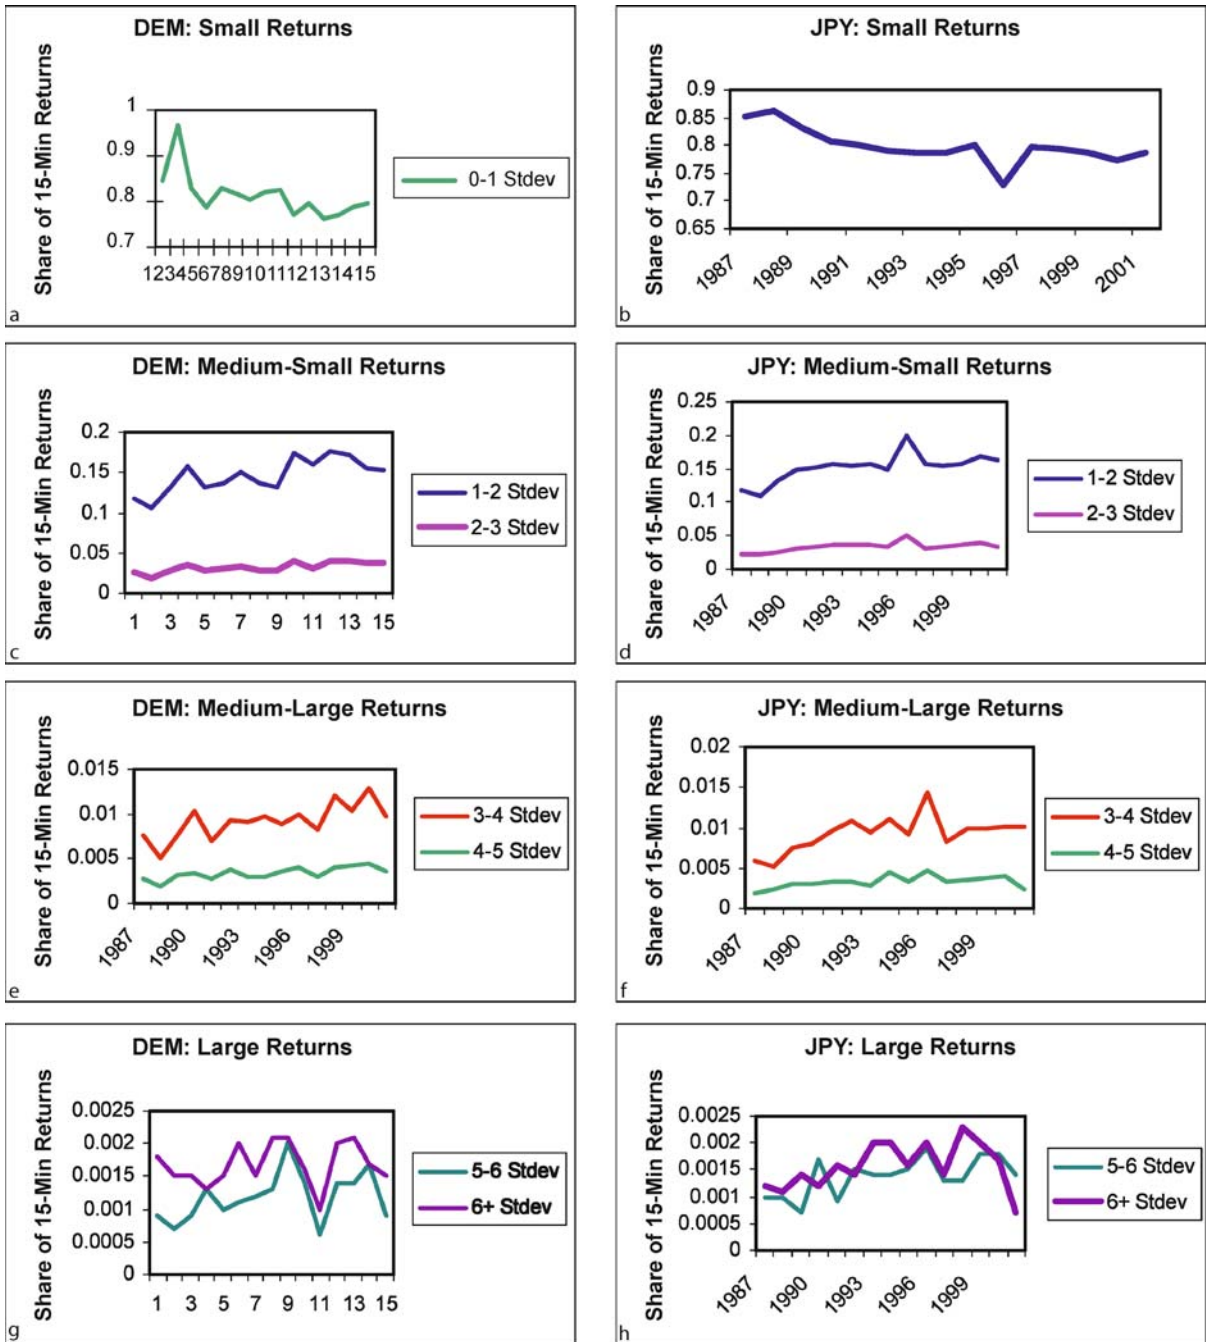 DEM: Small Returns
Share of 15-Min Returns
1
0.9
0.8
0.7
123456789101112131415
0-1 Stdev
a
JPY: Small Returns
Share of 15-Min Returns
0.9
0.85
0.8
0.75
0.7
0.65
1987
1989
1991
1993
1995
1997
1999
2001
b
DEM: Medium-Small Returns
Share of 15-Min Returns
0.2
0.15
0.1
0.05
0
1 3 5 7 9 11 13 15
1-2 Stdev
2-3 Stdev
c
JPY: Medium-Small Returns
Share of 15-Min Returns
0.25
0.2
0.15
0.1
0.05
0
1987
1990
1993
1996
1999
1-2 Stdev
2-3 Stdev
d
DEM: Medium-Large Returns
Share of 15-Min Returns
0.015
0.01
0.005
0
1987
1990
1993
1996
1999
3-4 Stdev
4-5 Stdev
e
JPY: Medium-Large Returns
Share of 15-Min Returns
0.02
0.015
0.01
0.005
0
1987
1990
1993
1996
1999
3-4 Stdev
4-5 Stdev
f
DEM: Large Returns
Share of 15-Min Returns
0.0025
0.002
0.0015
0.001
0.0005
0
1 3 5 7 9 11 13 15
5-6 Stdev
6+ Stdev
g
JPY: Large Returns
Share of 15-Min Returns
0.0025
0.002
0.0015
0.001
0.0005
0
1987
1990
1993
1996
1999
5-6 Stdev
6+ Stdev
h